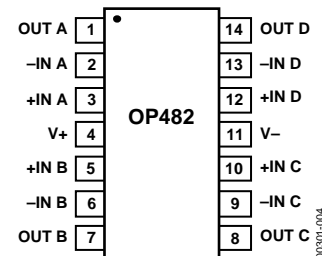 OUT A 1 14 OUT D
–IN A 2 13 –IN D
+IN A 3 12 +IN D
OP482
V+ 4 11 V–
+IN B 5 10 +IN C
–IN B 6 9 –IN C
OUT B 7 8 OUT C
00301-004